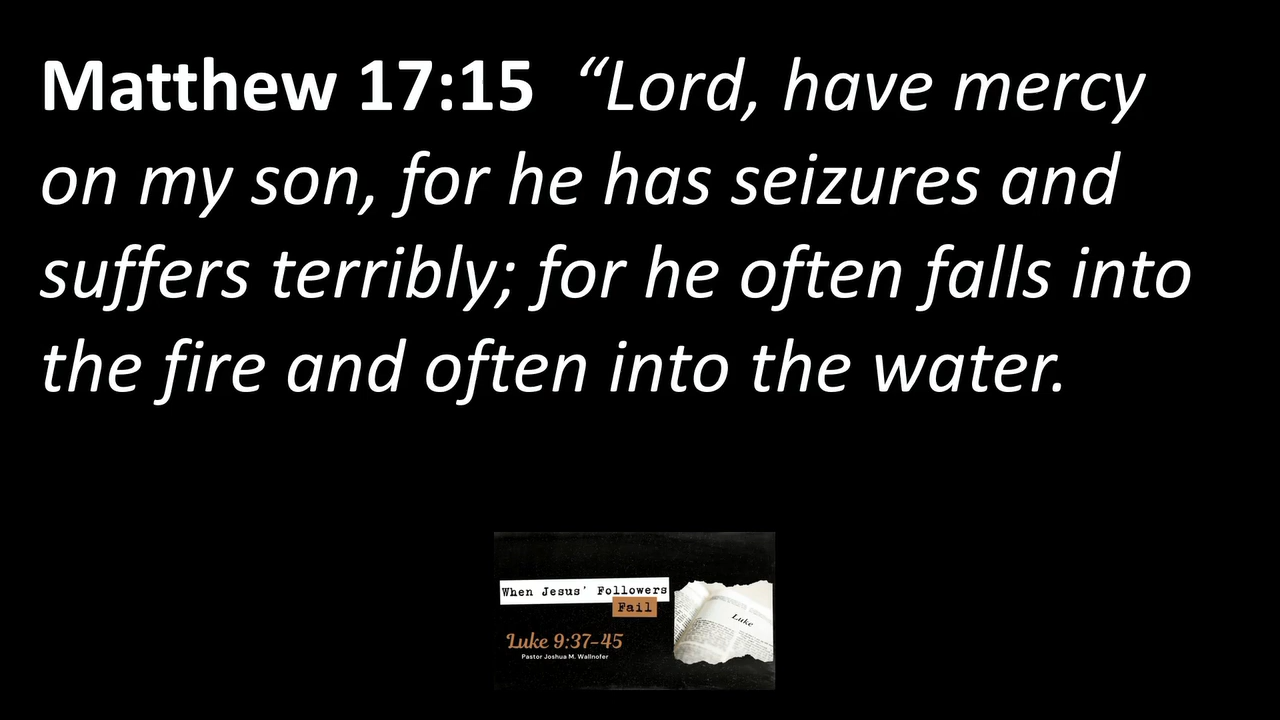 Matthew 17:15 “Lord, have mercy
on my son, for he has seizures and
suffers terribly; for he often falls into
the fire and often into the water.
When Jesus' Followers
Fail
Luke 9:37-45
Pastor Joshua M. Wallnofer
Luke